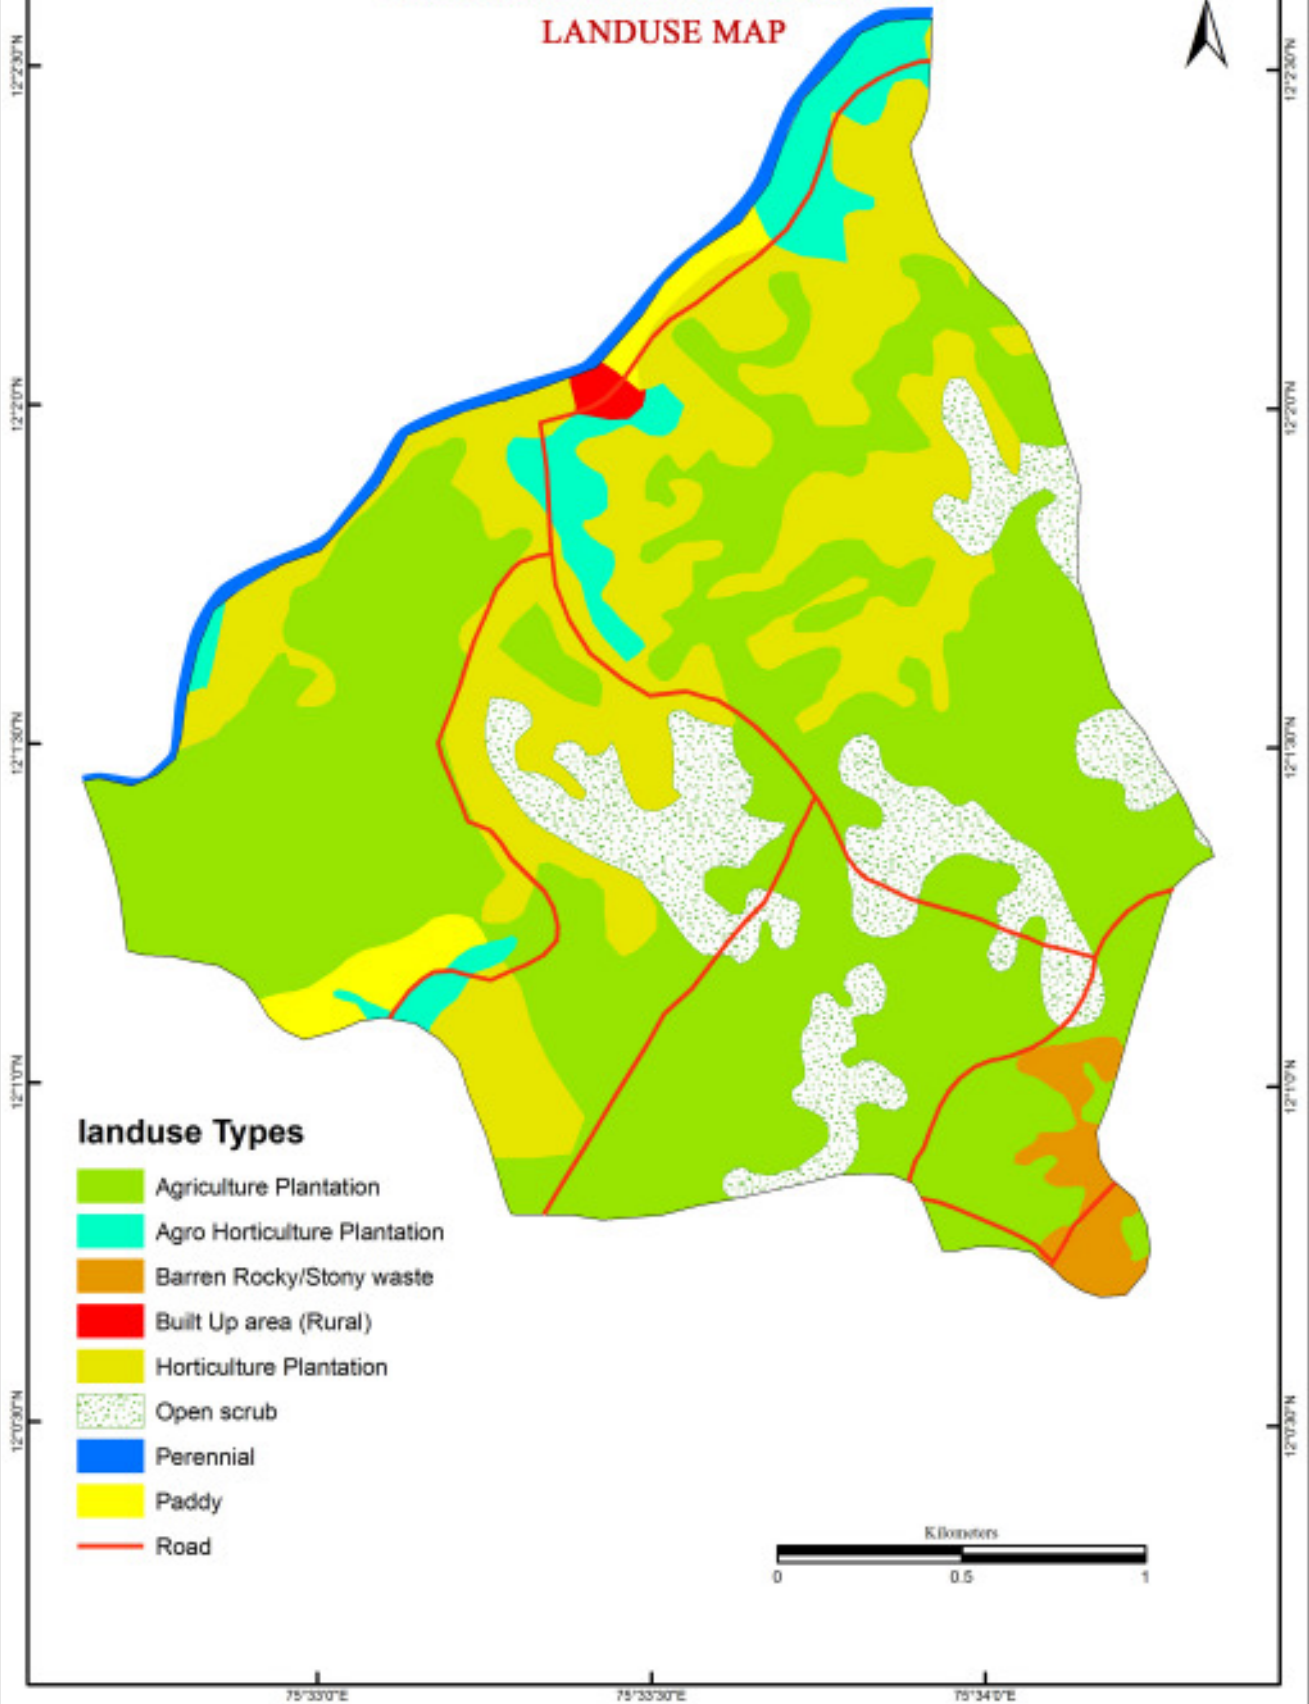 LANDUSE MAP
12°2'30"N
12°2'30"N
12°2'0"N
12°2'0"N
12°1'30"N
12°1'30"N
12°1'0"N
12°1'0"N
landuse Types
Agriculture Plantation
Agro Horticulture Plantation
Barren Rocky/Stony waste
Built Up area (Rural)
Horticulture Plantation
Open scrub
12°0'30"N
12°0'30"N
Perennial
Paddy
Road
Kilometers
0 0.5 1
75°33'0"E 75°33'30"E 75°34'0"E